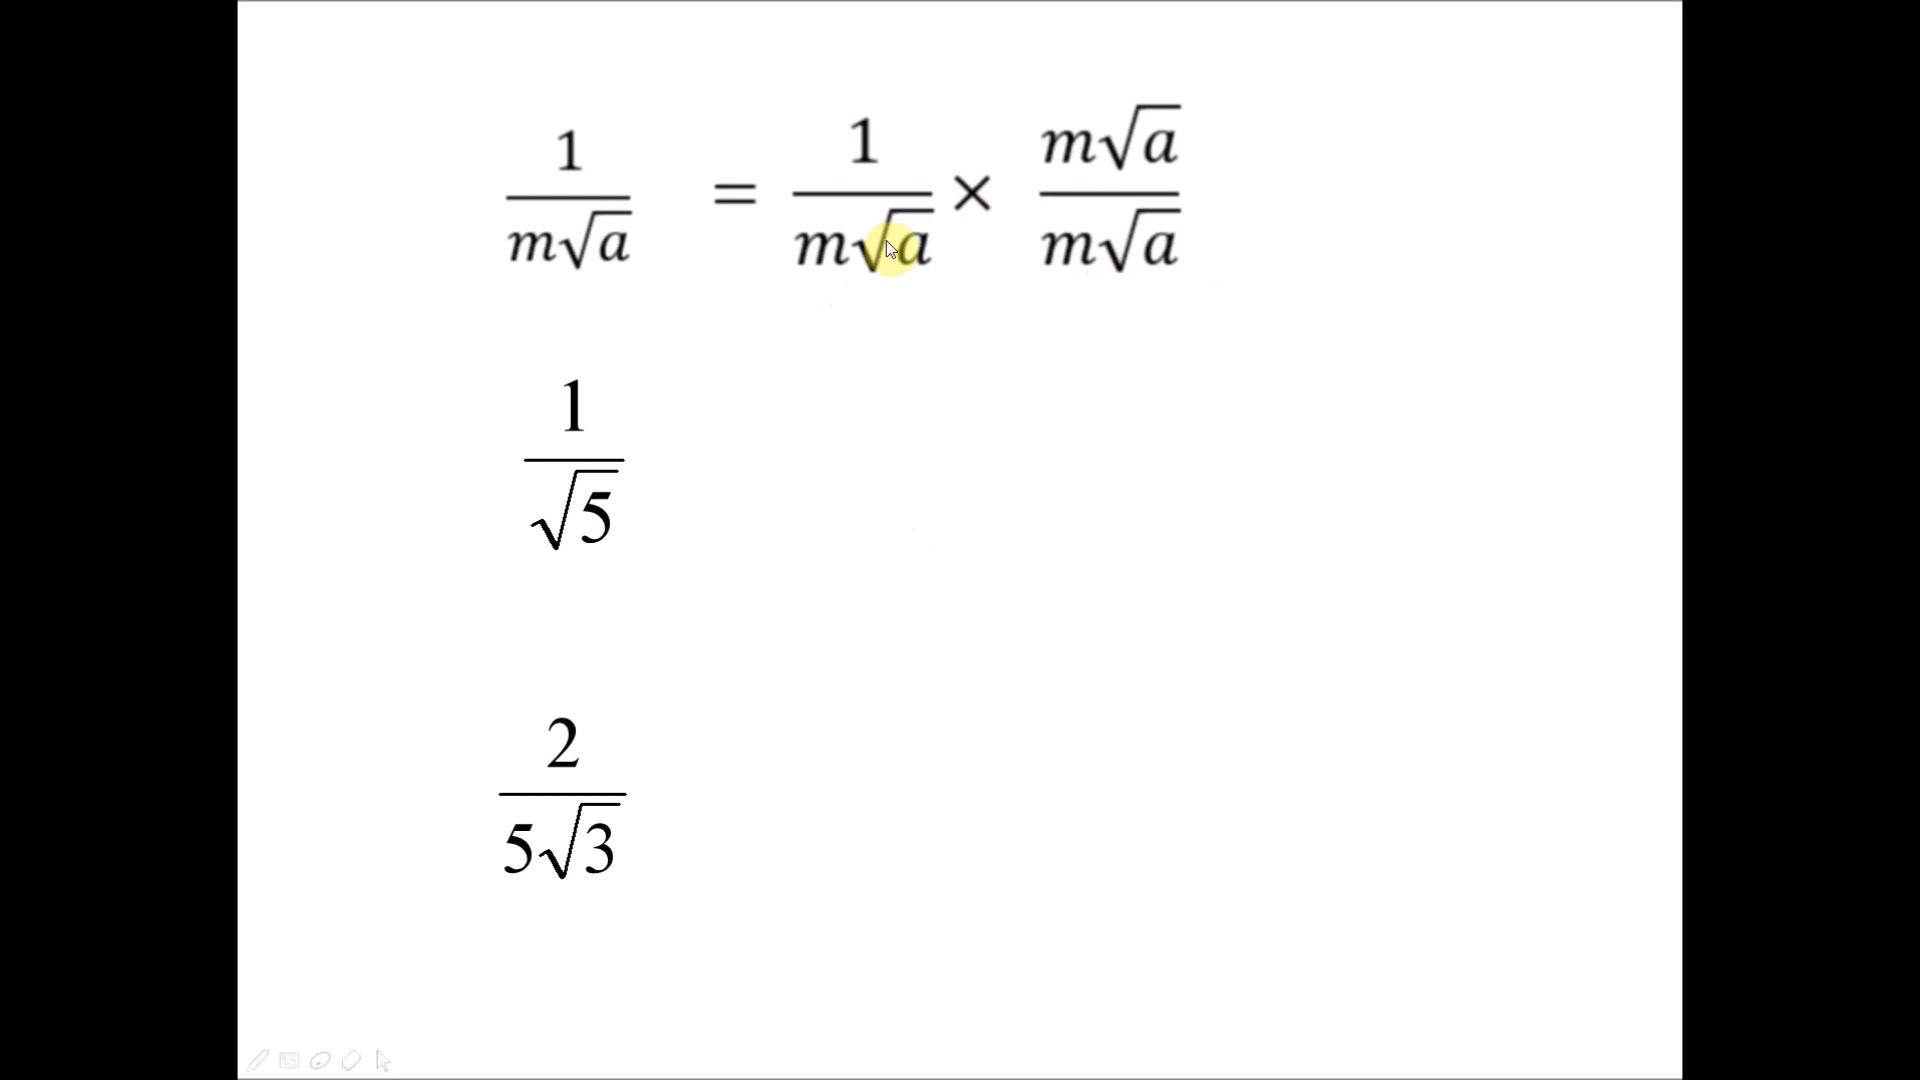 1/(m√a) = 1/(m√a) × (m√a)/(m√a)
1/√5
2/(5√3)